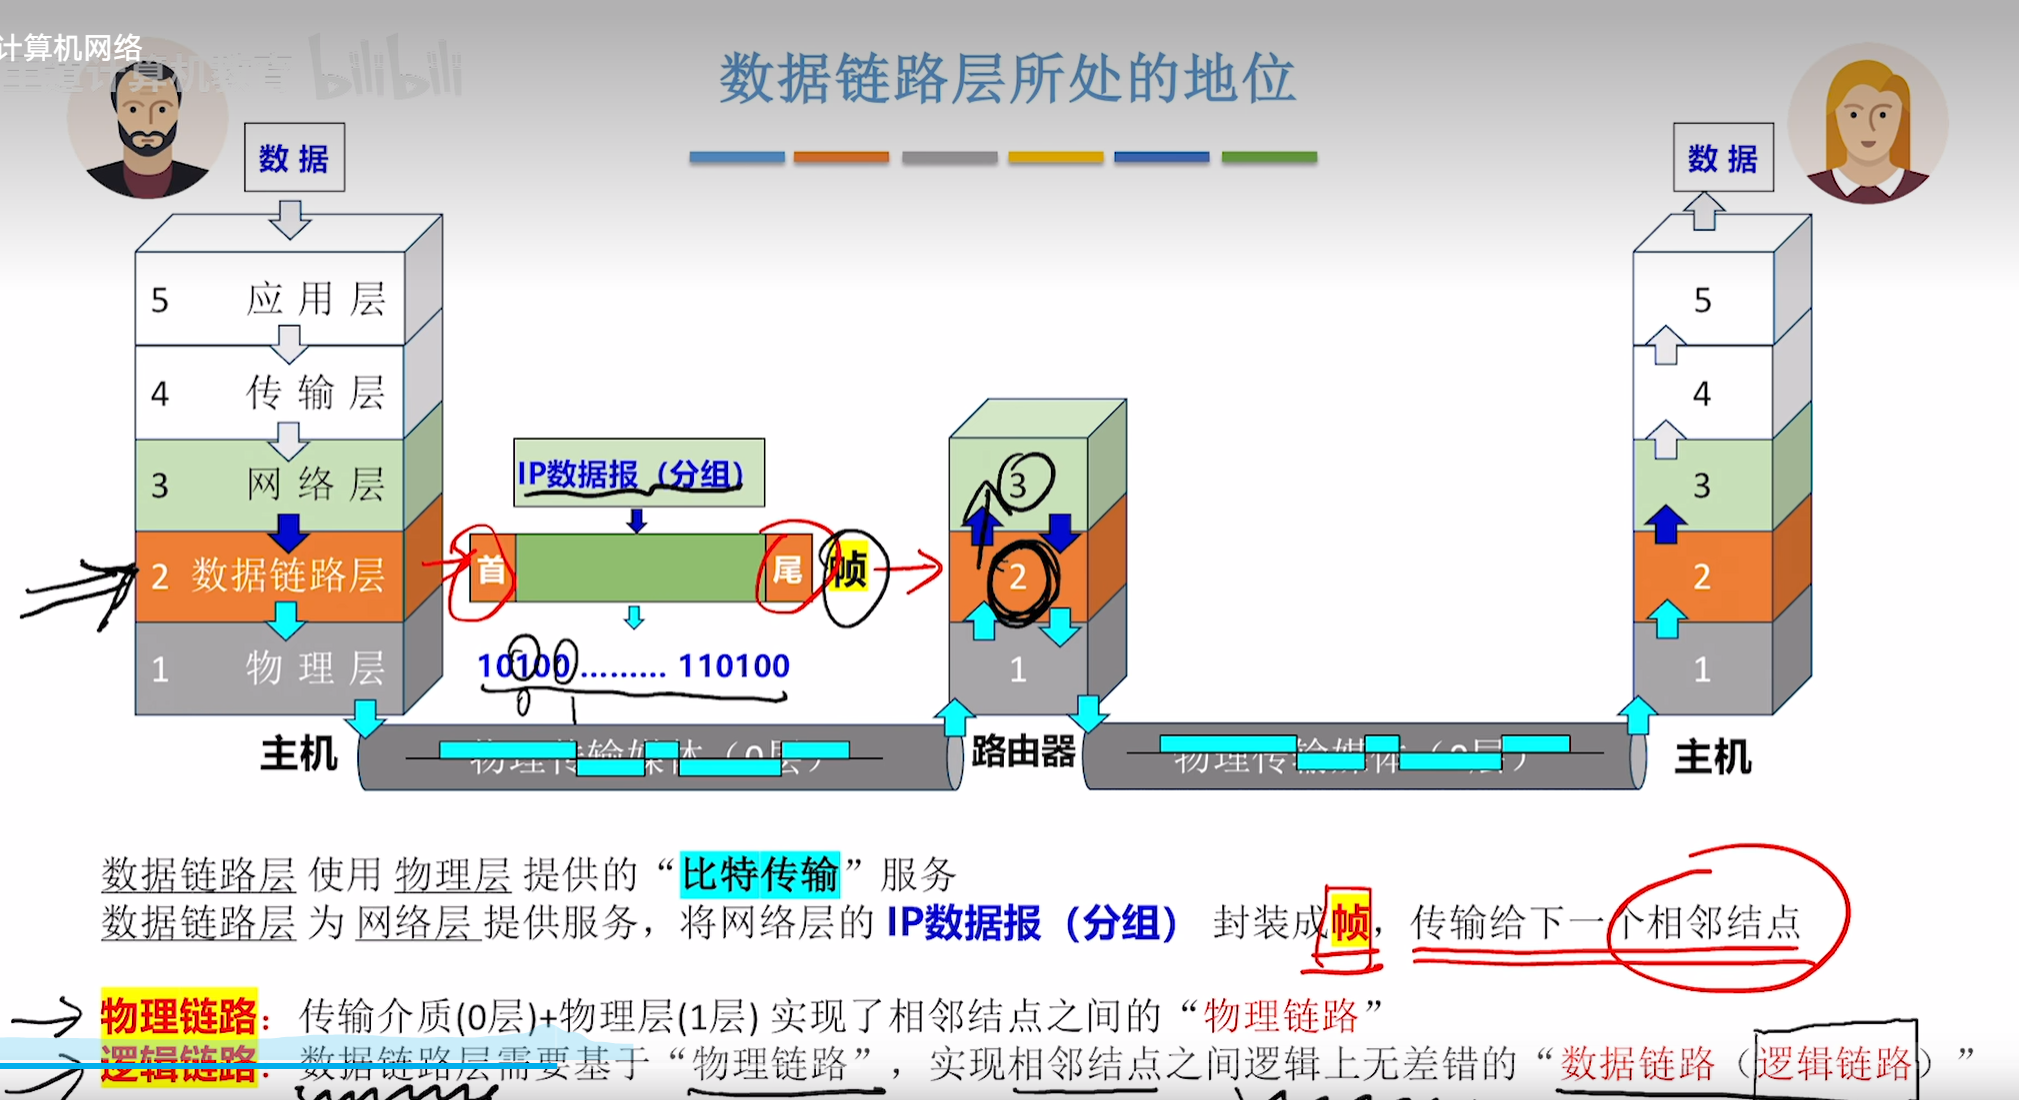 计算机网络
王道计算机教育 bilibili
数据链路层所处的地位
数据
数据
5 应用层
4 传输层
3 网络层
2 数据链路层
1 物理层
IP数据报（分组）
首
尾
帧
10100......... 110100
3
2
1
5
4
3
2
1
主机
物理传输媒体（0层）
路由器
物理传输媒体（0层）
主机
数据链路层 使用 物理层 提供的“比特传输”服务
数据链路层 为 网络层 提供服务，将网络层的 IP数据报（分组） 封装成帧，传输给下一个相邻结点
物理链路：传输介质(0层)+物理层(1层) 实现了相邻结点之间的“物理链路”
逻辑链路：数据链路层需要基于“物理链路”，实现相邻结点之间逻辑上无差错的“数据链路（逻辑链路）”